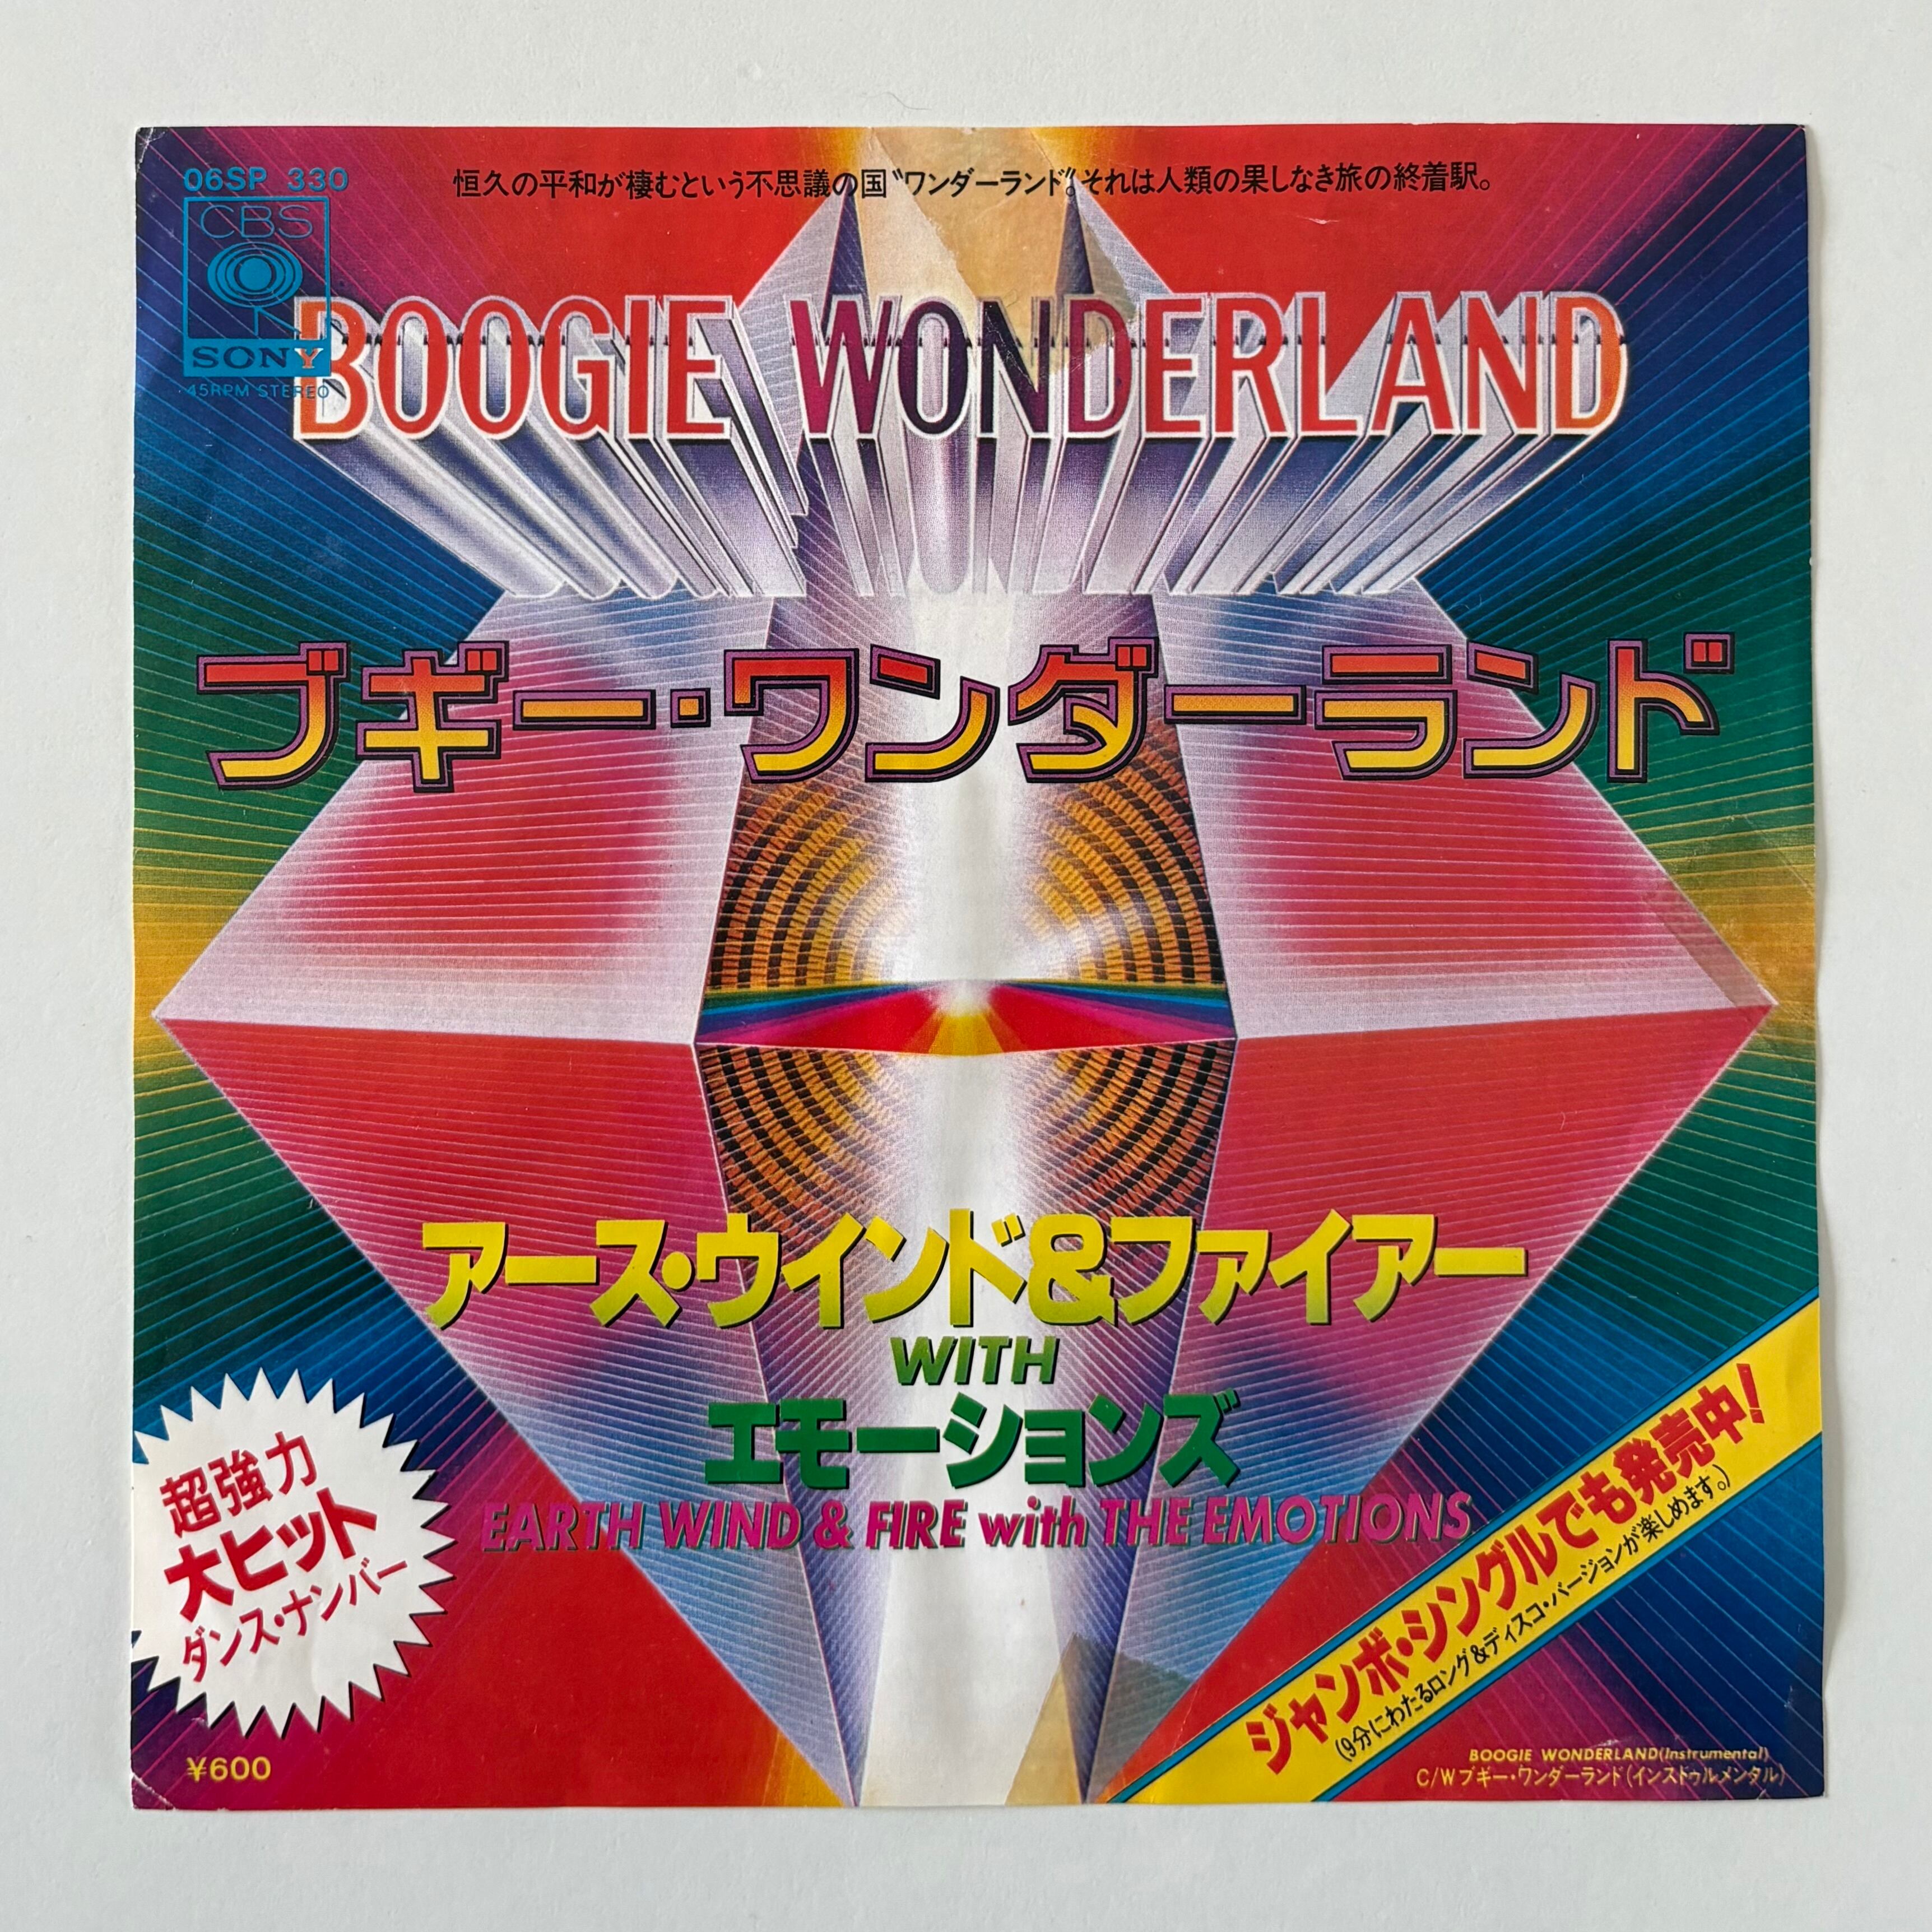 06SP 330
恒久の平和が棲むという不思議の国〝ワンダーランド〟。それは人類の果しなき旅の終着駅。
CBS
SONY
45RPM STEREO
BOOGIE WONDERLAND
ブギー・ワンダーランド
アース・ウインド&ファイアー
WITH
エモーションズ
EARTH WIND & FIRE with THE EMOTIONS
超強力
大ヒット
ダンス・ナンバー
ジャンボ・シングルでも発売中!
(9分にわたるロング&ディスコ・バージョンが楽しめます。)
¥600
BOOGIE WONDERLAND(Instrumental)
C/W ブギー・ワンダーランド(インストゥルメンタル)